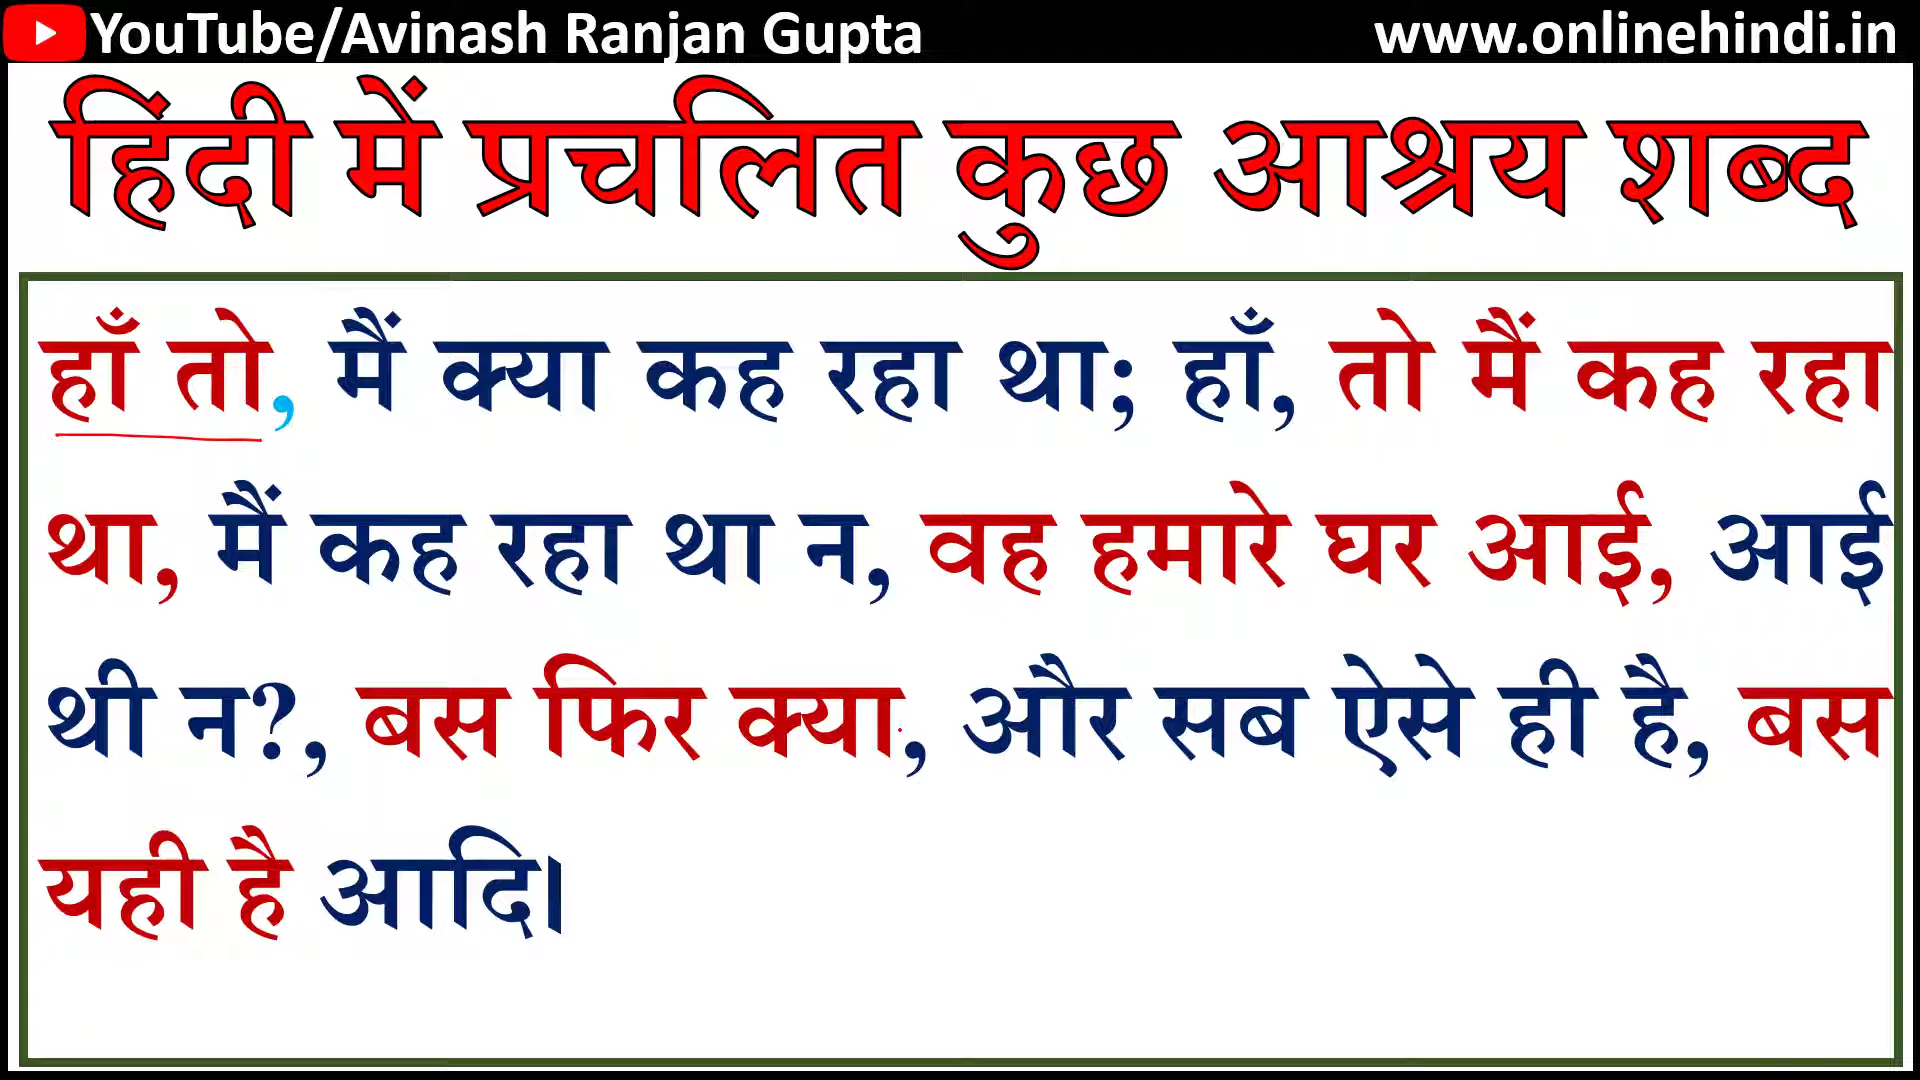 YouTube/Avinash Ranjan Gupta www.onlinehindi.in
हिंदी में प्रचलित कुछ आश्रय शब्द
हाँ तो, मैं क्या कह रहा था; हाँ, तो मैं कह रहा
था, मैं कह रहा था न, वह हमारे घर आई, आई
थी न?, बस फिर क्या, और सब ऐसे ही है, बस
यही है आदि।